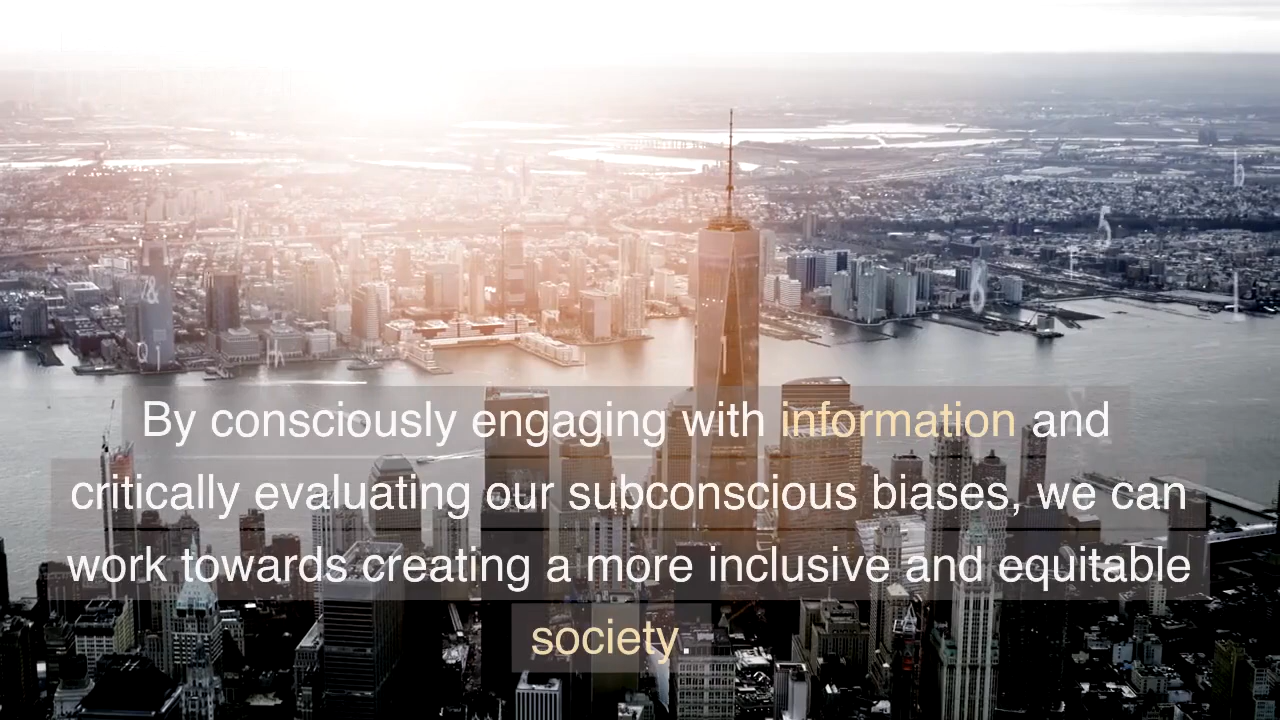 By consciously engaging with information and
critically evaluating our subconscious biases, we can
work towards creating a more inclusive and equitable
society.